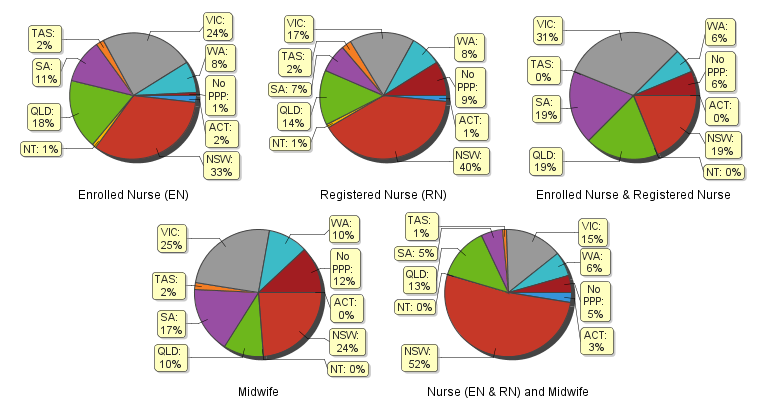 VIC:
24%
TAS:
2%
WA:
8%
SA:
11%
No
PPP:
1%
QLD:
18%
ACT:
2%
NT: 1%
NSW:
33%
Enrolled Nurse (EN)
VIC:
17%
WA:
8%
TAS:
2%
No
PPP:
9%
SA: 7%
QLD:
14%
ACT:
1%
NT: 1%
NSW:
40%
Registered Nurse (RN)
VIC:
31%
WA:
6%
TAS:
0%
No
PPP:
6%
SA:
19%
ACT:
0%
NSW:
19%
QLD:
19%
NT: 0%
Enrolled Nurse & Registered Nurse
VIC:
25%
WA:
10%
No
PPP:
12%
TAS:
2%
ACT:
0%
SA:
17%
NSW:
24%
QLD:
10%
NT: 0%
Midwife
TAS:
1%
VIC:
15%
SA: 5%
WA:
6%
QLD:
13%
No
PPP:
5%
NT: 0%
ACT:
3%
NSW:
52%
Nurse (EN & RN) and Midwife